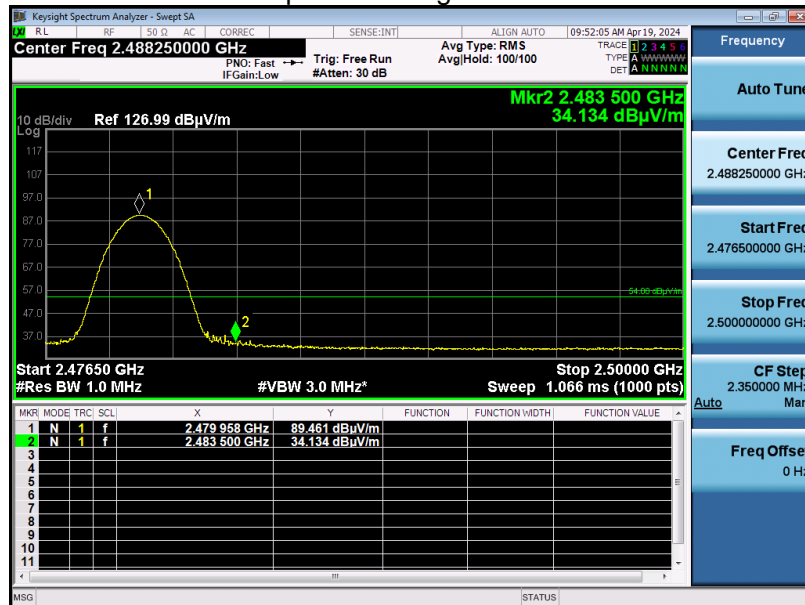 Keysight Spectrum Analyzer - Swept SA
LXI RL RF 50 Ω AC CORREC SENSE:INT ALIGN AUTO 09:52:05 AM Apr 19, 2024
Center Freq 2.488250000 GHz
PNO: Fast
IFGain:Low
Trig: Free Run
#Atten: 30 dB
Avg Type: RMS
Avg|Hold: 100/100
TRACE 1 2 3 4 5 6
TYPE A WWWWW
DET A N N N N N
Frequency
Auto Tune
Center Freq
2.488250000 GHz
Start Freq
2.476500000 GHz
Stop Freq
2.500000000 GHz
CF Step
2.350000 MHz
Auto Man
Freq Offset
0 Hz
Mkr2 2.483 500 GHz
34.134 dBµV/m
10 dB/div Ref 126.99 dBµV/m
Log
117
107
97.0
87.0
77.0
67.0
57.0
47.0
37.0
1
2
54.00 dBµV/m
Start 2.47650 GHz Stop 2.50000 GHz
#Res BW 1.0 MHz #VBW 3.0 MHz* Sweep 1.066 ms (1000 pts)
MKR MODE TRC SCL X Y FUNCTION FUNCTION WIDTH FUNCTION VALUE
1 N 1 f 2.479 958 GHz 89.461 dBµV/m
2 N 1 f 2.483 500 GHz 34.134 dBµV/m
3
4
5
6
7
8
9
10
11
MSG STATUS